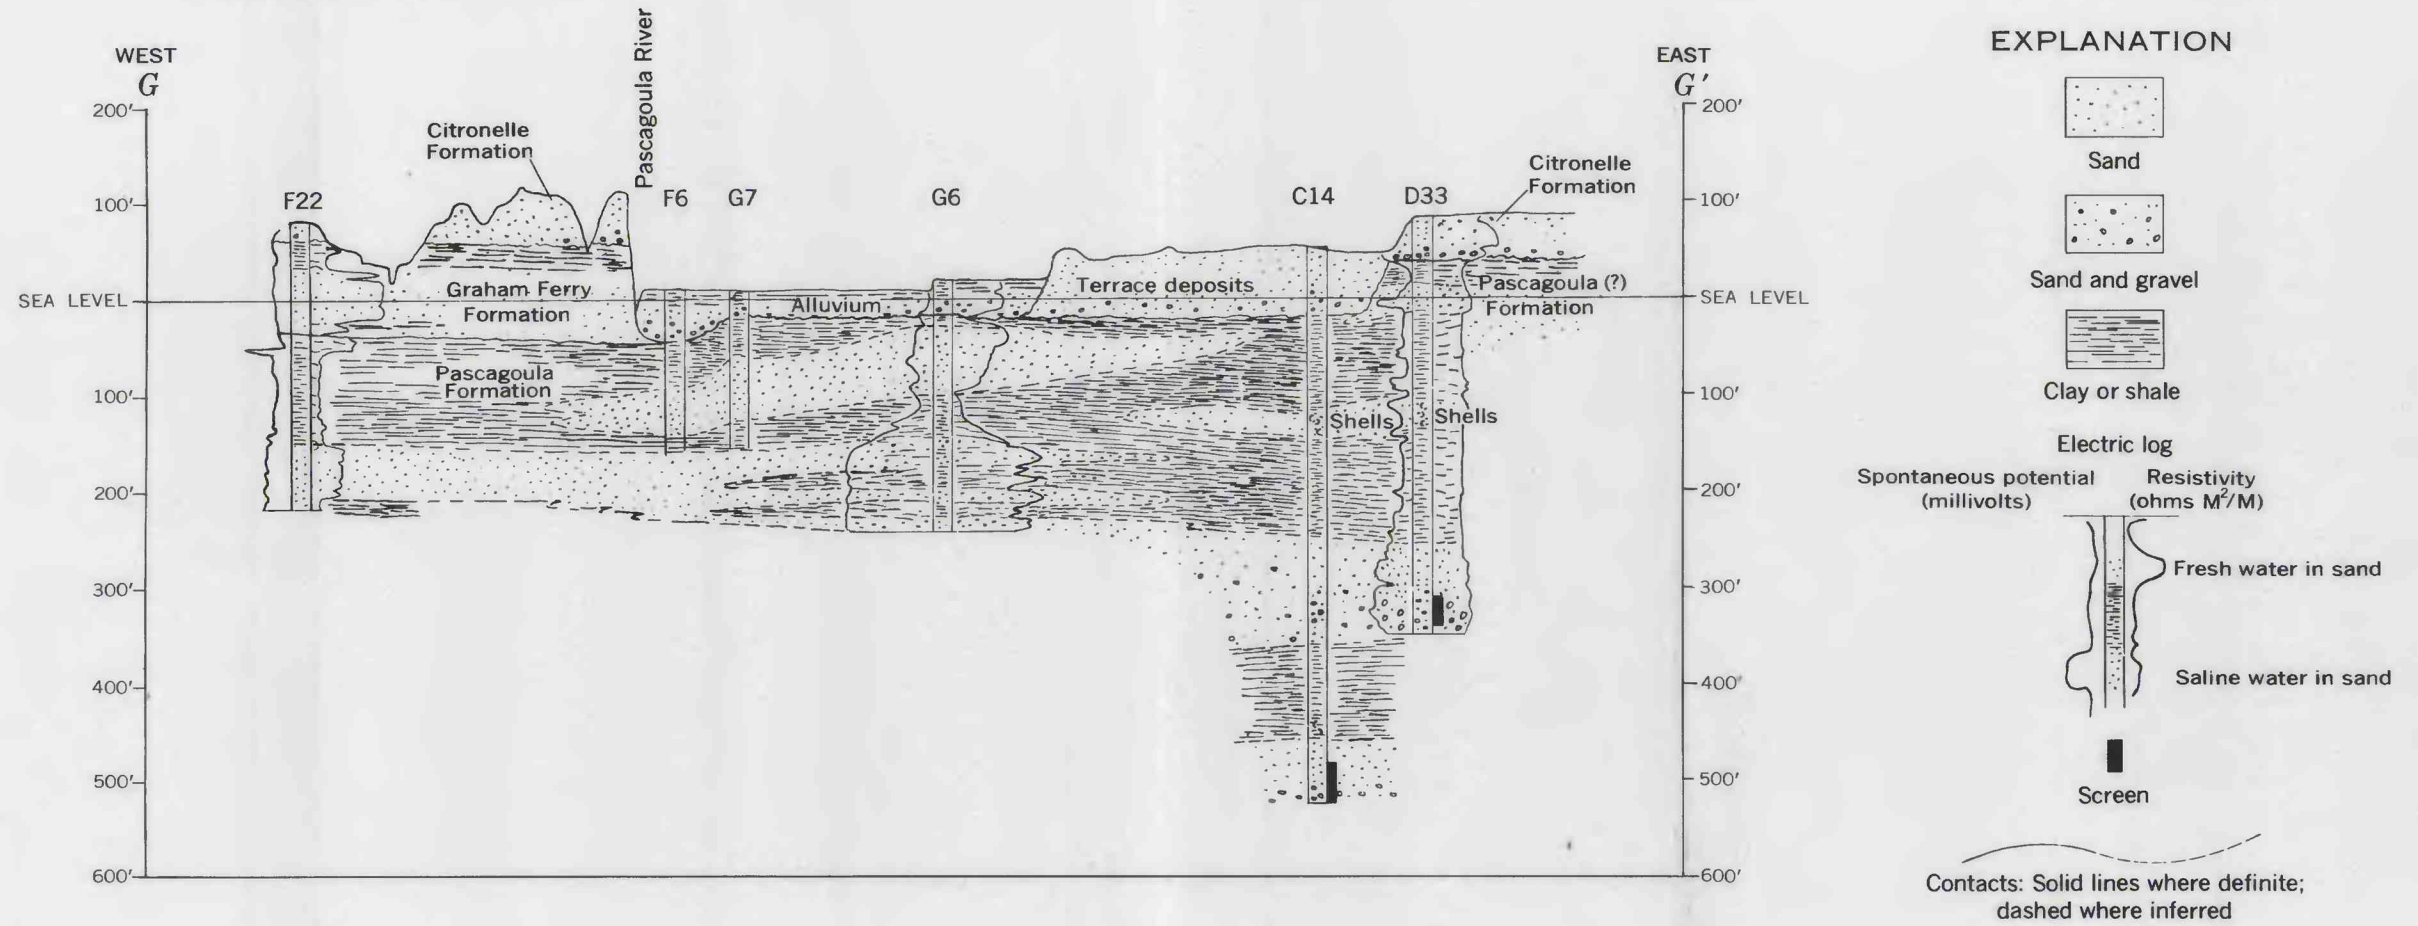 WEST
G
EAST
G′
200′
100′
SEA LEVEL
100′
200′
300′
400′
500′
600′
Citronelle
Formation
Pascagoula River
F22
F6
G7
G6
C14
D33
Citronelle
Formation
Graham Ferry
Formation
Alluvium
Terrace deposits
Pascagoula (?)
Formation
Pascagoula
Formation
Shells
Shells
200′
100′
SEA LEVEL
100′
200′
300′
400′
500′
600′
EXPLANATION
Sand
Sand and gravel
Clay or shale
Electric log
Spontaneous potential
(millivolts)
Resistivity
(ohms M²/M)
Fresh water in sand
Saline water in sand
Screen
Contacts: Solid lines where definite;
dashed where inferred